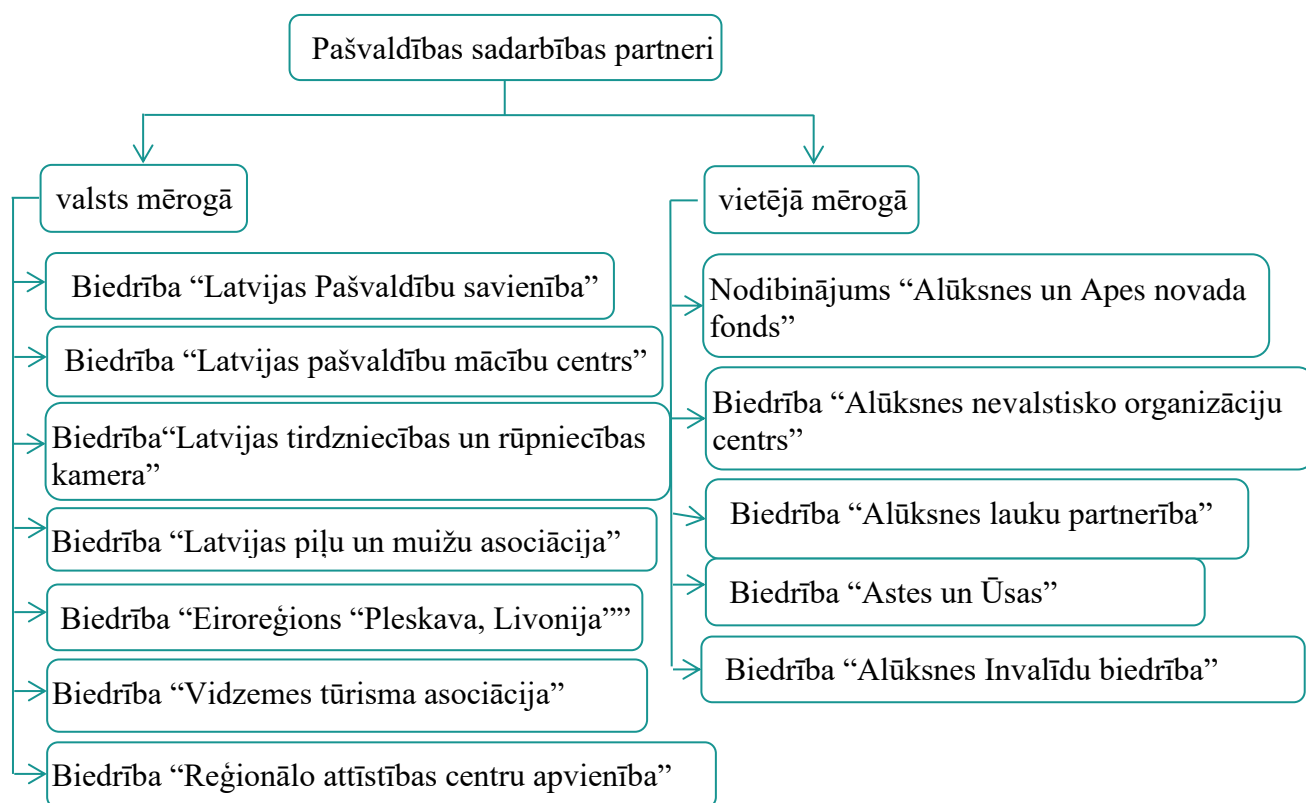 Pašvaldības sadarbības partneri
valsts mērogā
Biedrība “Latvijas Pašvaldību savienība”
Biedrība “Latvijas pašvaldību mācību centrs”
Biedrība“Latvijas tirdzniecības un rūpniecības
kamera”
Biedrība “Latvijas piļu un muižu asociācija”
Biedrība “Eiroreģions “Pleskava, Livonija””
Biedrība “Vidzemes tūrisma asociācija”
Biedrība “Reģionālo attīstības centru apvienība”
vietējā mērogā
Nodibinājums “Alūksnes un Apes novada
fonds”
Biedrība “Alūksnes nevalstisko organizāciju
centrs”
Biedrība “Alūksnes lauku partnerība”
Biedrība “Astes un Ūsas”
Biedrība “Alūksnes Invalīdu biedrība”